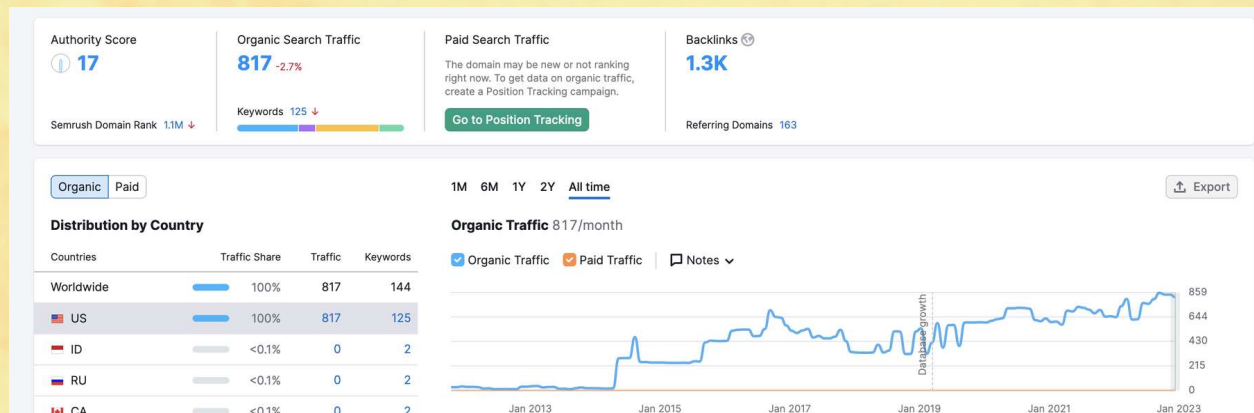 Authority Score
17
Semrush Domain Rank 1.1M ↓
Organic Search Traffic
817 -2.7%
Keywords 125 ↓
Paid Search Traffic
The domain may be new or not ranking
right now. To get data on organic traffic,
create a Position Tracking campaign.
Go to Position Tracking
Backlinks
1.3K
Referring Domains 163
Organic Paid
Distribution by Country
Countries Traffic Share Traffic Keywords
Worldwide 100% 817 144
US 100% 817 125
ID <0.1% 0 2
RU <0.1% 0 2
CA <0.1% 0 2
1M 6M 1Y 2Y All time
Export
Organic Traffic 817/month
Organic Traffic Paid Traffic Notes
859
644
430
215
0
Database growth
Jan 2013 Jan 2015 Jan 2017 Jan 2019 Jan 2021 Jan 2023